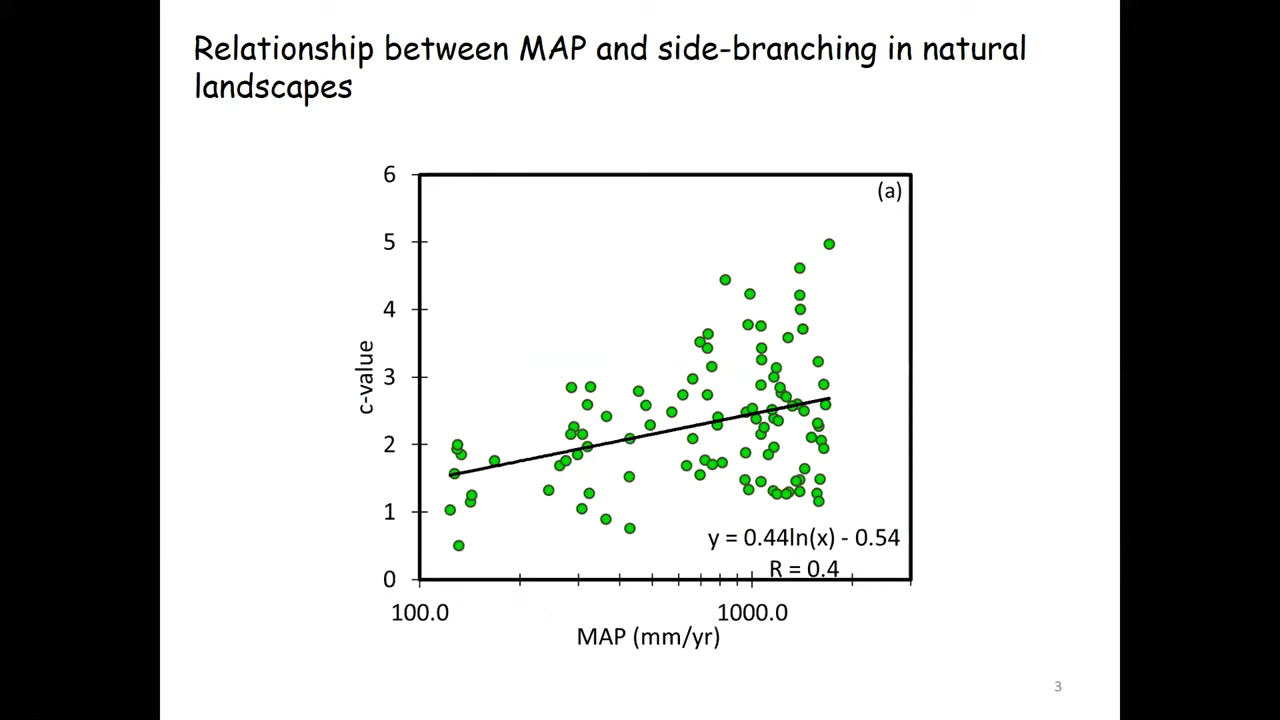 Relationship between MAP and side-branching in natural
landscapes
6
(a)
5
4
3
c-value
2
1
y = 0.44ln(x) - 0.54
R = 0.4
0
100.0
1000.0
MAP (mm/yr)
3